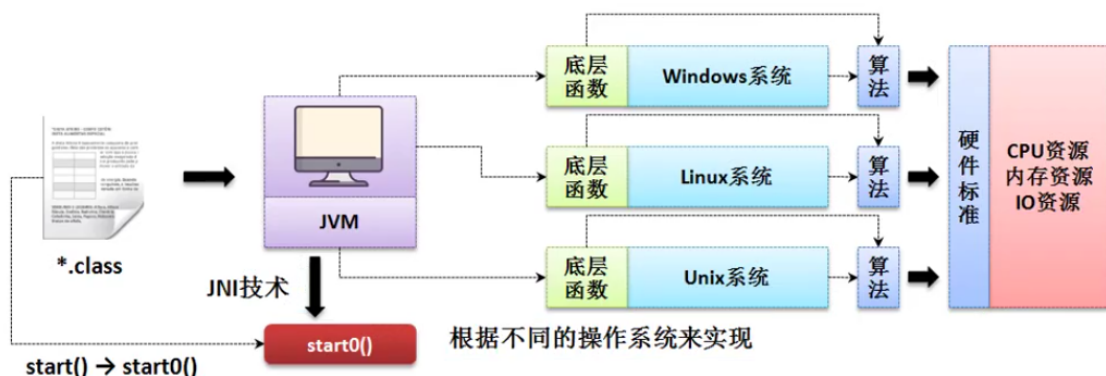 底层
函数
Windows系统
算
法
底层
函数
Linux系统
算
法
底层
函数
Unix系统
算
法
硬
件
标
准
CPU资源
内存资源
IO资源
JVM
*.class
JNI技术
start0()
根据不同的操作系统来实现
start() → start0()